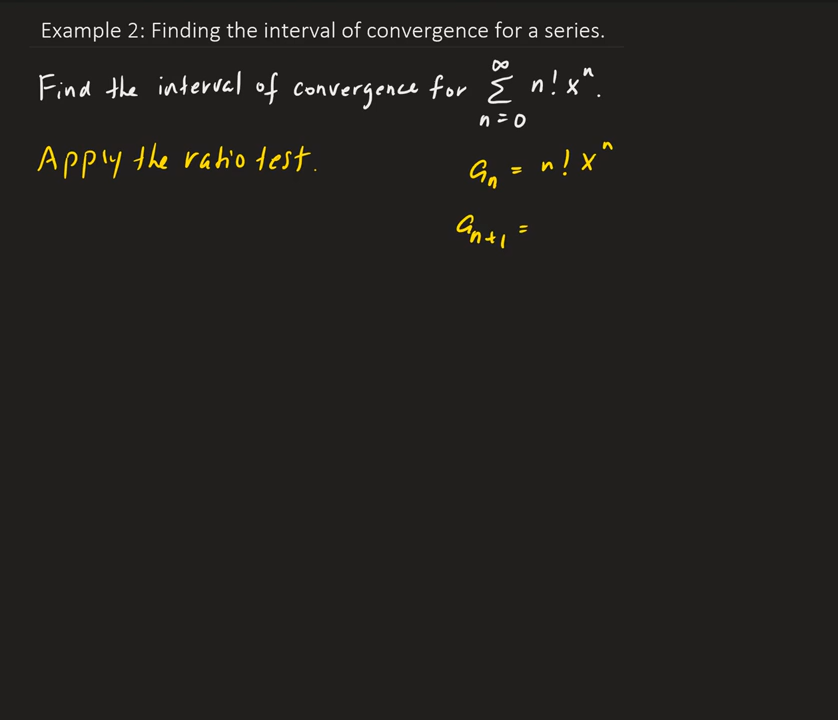 Example 2: Finding the interval of convergence for a series.
Find the interval of convergence for ∑_{n=0}^{∞} n! xⁿ.
Apply the ratio test. aₙ = n! xⁿ
aₙ₊₁ =